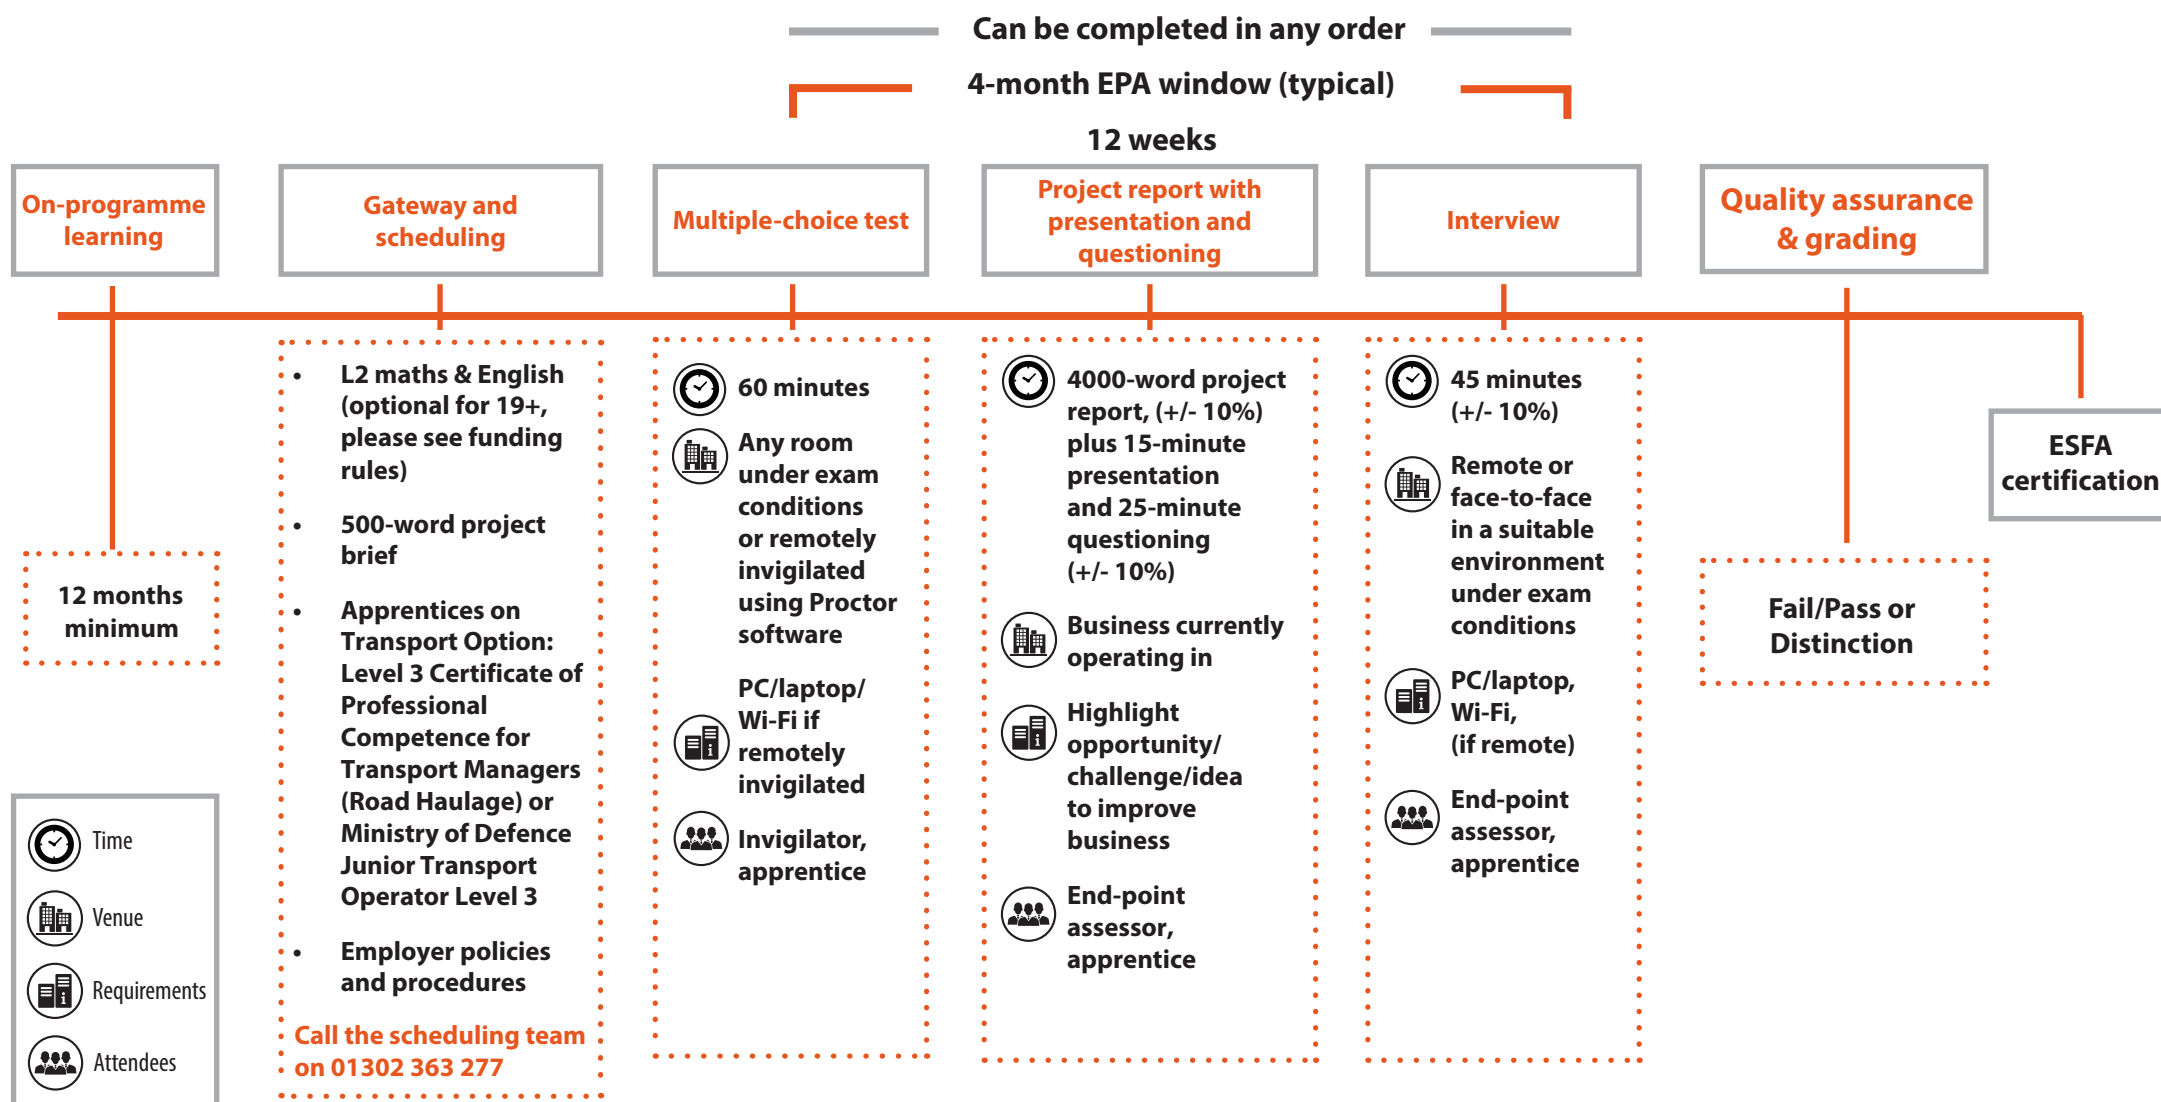 Can be completed in any order
4-month EPA window (typical)
12 weeks
On-programme
learning
12 months
minimum
Gateway and
scheduling
• L2 maths & English
(optional for 19+,
please see funding
rules)
• 500-word project
brief
• Apprentices on
Transport Option:
Level 3 Certificate of
Professional
Competence for
Transport Managers
(Road Haulage) or
Ministry of Defence
Junior Transport
Operator Level 3
• Employer policies
and procedures
Call the scheduling team
on 01302 363 277
Multiple-choice test
60 minutes
Any room
under exam
conditions
or remotely
invigilated
using Proctor
software
PC/laptop/
Wi-Fi if
remotely
invigilated
Invigilator,
apprentice
Project report with
presentation and
questioning
4000-word project
report, (+/- 10%)
plus 15-minute
presentation
and 25-minute
questioning
(+/- 10%)
Business currently
operating in
Highlight
opportunity/
challenge/idea
to improve
business
End-point
assessor,
apprentice
Interview
45 minutes
(+/- 10%)
Remote or
face-to-face
in a suitable
environment
under exam
conditions
PC/laptop,
Wi-Fi,
(if remote)
End-point
assessor,
apprentice
Quality assurance
& grading
Fail/Pass or
Distinction
ESFA
certification
Time
Venue
Requirements
Attendees